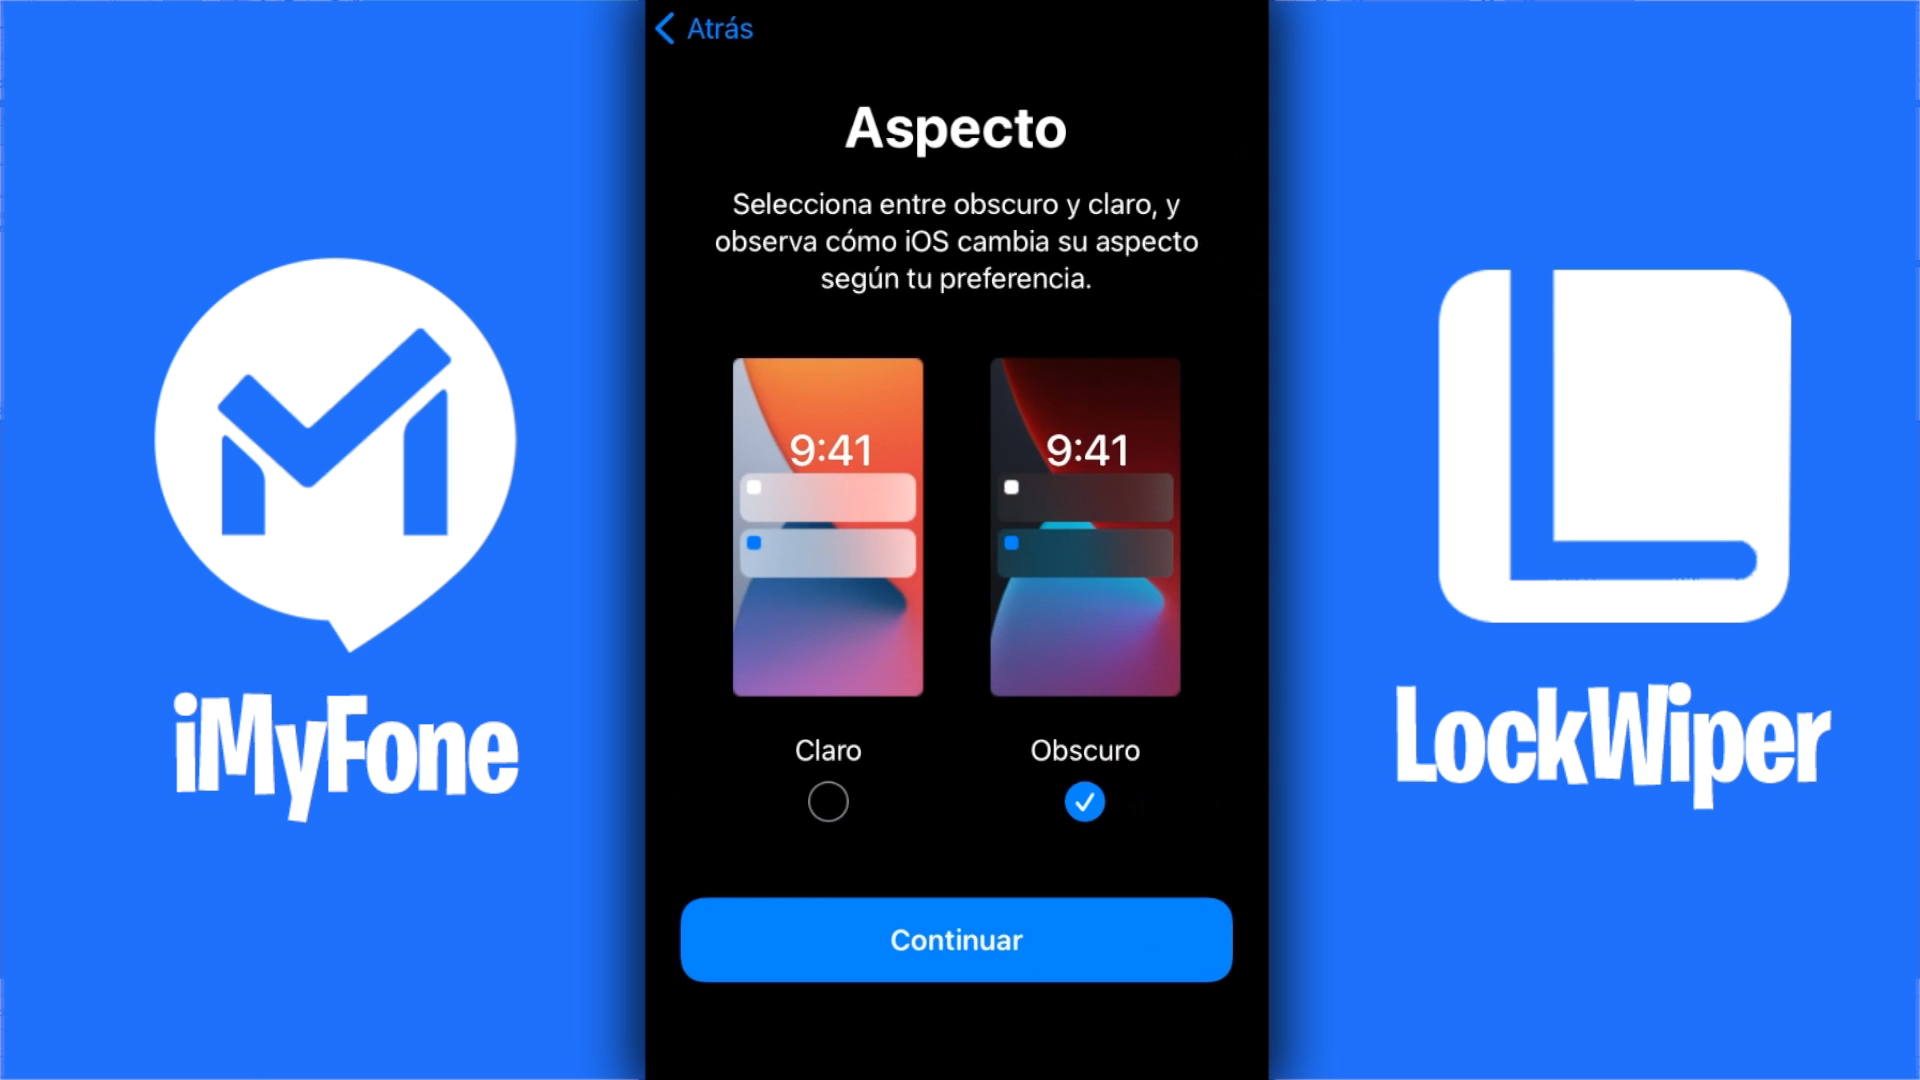 Atrás
Aspecto
Selecciona entre obscuro y claro, y
observa cómo iOS cambia su aspecto
según tu preferencia.
9:41
9:41
Claro
Obscuro
Continuar
iMyFone
LockWiper